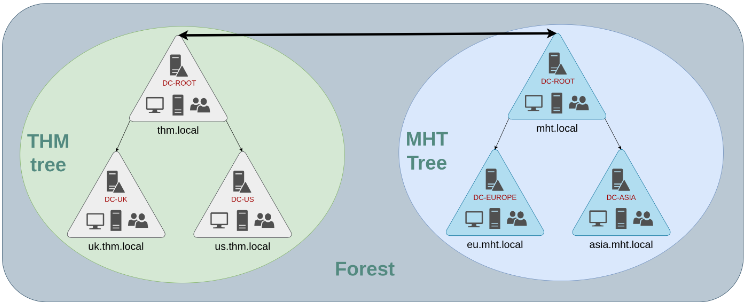 DC-ROOT
thm.local
THM
tree
DC-UK
uk.thm.local
DC-US
us.thm.local
DC-ROOT
mht.local
MHT
Tree
DC-EUROPE
eu.mht.local
DC-ASIA
asia.mht.local
Forest